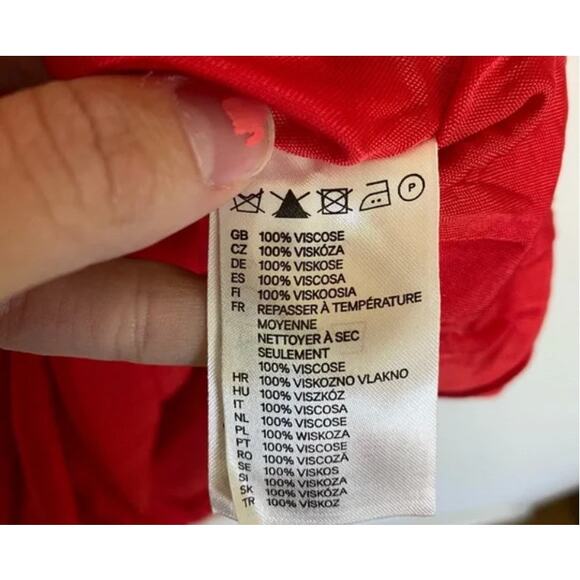 P
GB 100% VISCOSE
CZ 100% VISKÓZA
DE 100% VISKOSE
ES 100% VISCOSA
FI 100% VISKOOSIA
FR REPASSER À TEMPÉRATURE
MOYENNE
NETTOYER À SEC
SEULEMENT
100% VISCOSE
HR 100% VISKOZNO VLAKNO
HU 100% VISZKÓZ
IT 100% VISCOSA
NL 100% VISCOSE
PL 100% WISKOZA
PT 100% VISCOSE
RO 100% VISCOZĂ
SE 100% VISKOS
SI 100% VISKOZA
SK 100% VISKÓZA
TR 100% VISKOZ